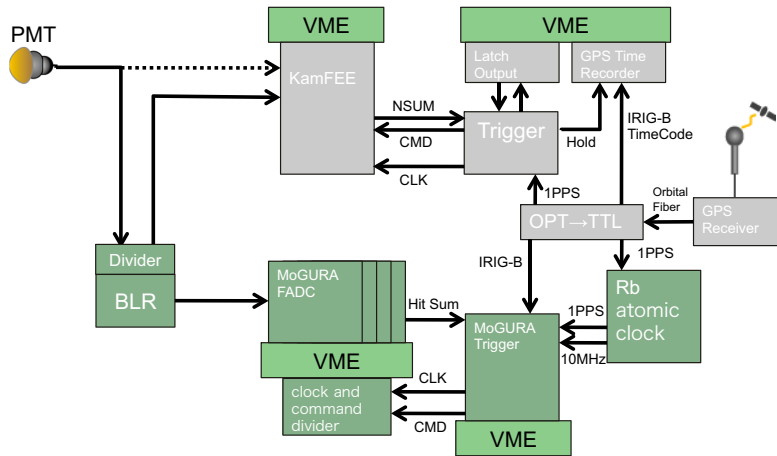 VME
VME
PMT
KamFEE
Latch
Output
GPS Time
Recorder
NSUM
CMD
CLK
Trigger
Hold
IRIG-B
TimeCode
1PPS
Orbital
Fiber
OPT→TTL
GPS
Receiver
IRIG-B
1PPS
Divider
BLR
MoGURA
FADC
Hit Sum
MoGURA
Trigger
1PPS
10MHz
Rb
atomic
clock
VME
clock and
command
divider
CLK
CMD
VME